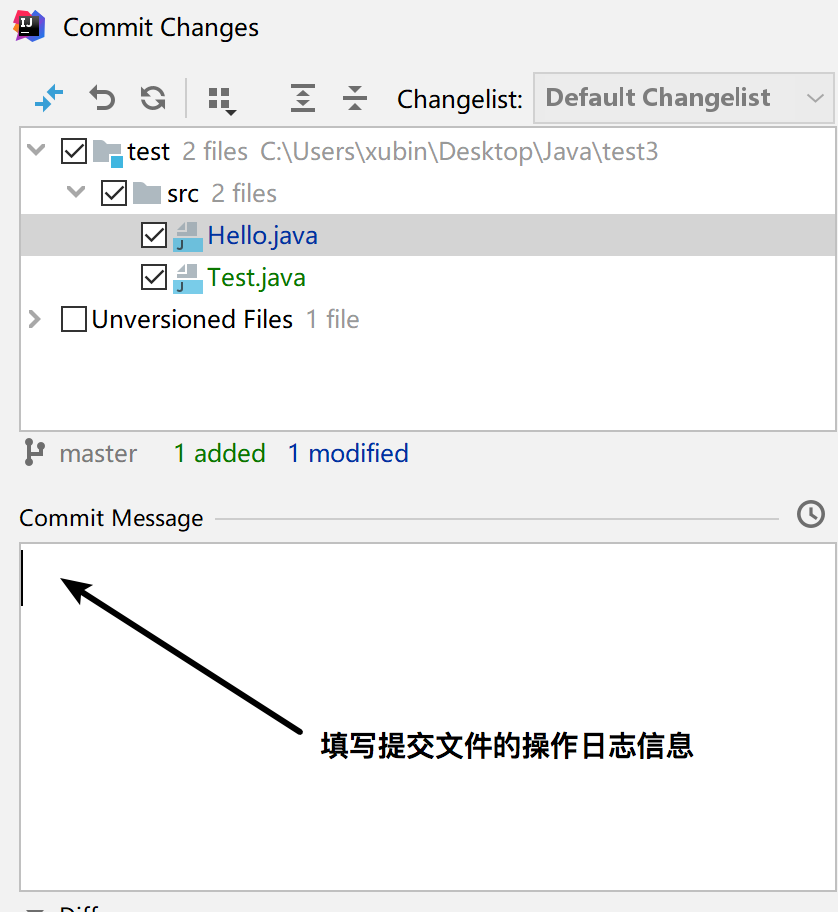 IJ
Commit Changes
Changelist: Default Changelist
test 2 files C:\Users\xubin\Desktop\Java\test3
src 2 files
J Hello.java
J Test.java
Unversioned Files 1 file
master 1 added 1 modified
Commit Message
填写提交文件的操作日志信息
Diff